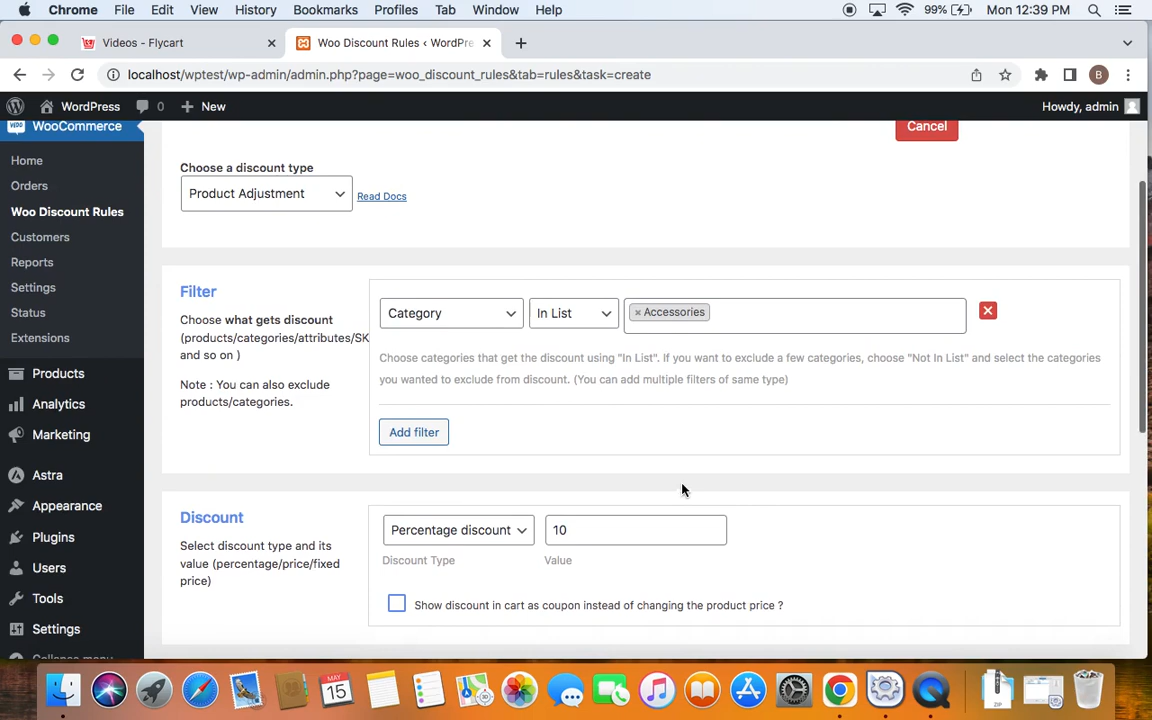 Chrome File Edit View History Bookmarks Profiles Tab Window Help 99% Mon 12:39 PM
Videos - Flycart × Woo Discount Rules ‹ WordPre × +
localhost/wptest/wp-admin/admin.php?page=woo_discount_rules&tab=rules&task=create B
WordPress 0 + New Howdy, admin
WooCommerce
Home
Orders
Woo Discount Rules
Customers
Reports
Settings
Status
Extensions
Products
Analytics
Marketing
Astra
Appearance
Plugins
Users
Tools
Settings
Collapse menu
Cancel
Choose a discount type
Product Adjustment Read Docs
Filter
Choose what gets discount
(products/categories/attributes/SK
and so on )
Note : You can also exclude
products/categories.
Category In List × Accessories
Choose categories that get the discount using "In List". If you want to exclude a few categories, choose "Not In List" and select the categories
you wanted to exclude from discount. (You can add multiple filters of same type)
Add filter
Discount
Select discount type and its
value (percentage/price/fixed
price)
Percentage discount 10
Discount Type Value
Show discount in cart as coupon instead of changing the product price ?
MAY
15
ZIP